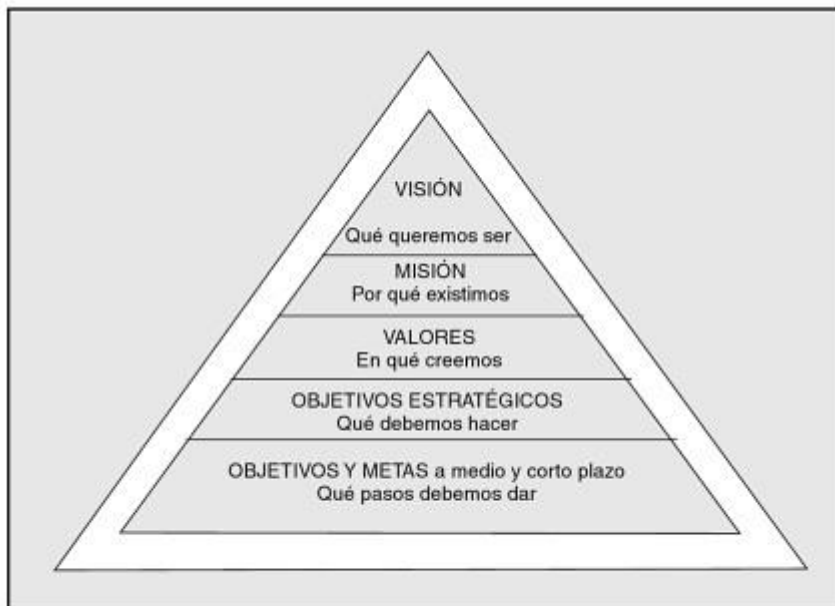 VISIÓN
Qué queremos ser
MISIÓN
Por qué existimos
VALORES
En qué creemos
OBJETIVOS ESTRATÉGICOS
Qué debemos hacer
OBJETIVOS Y METAS a medio y corto plazo
Qué pasos debemos dar